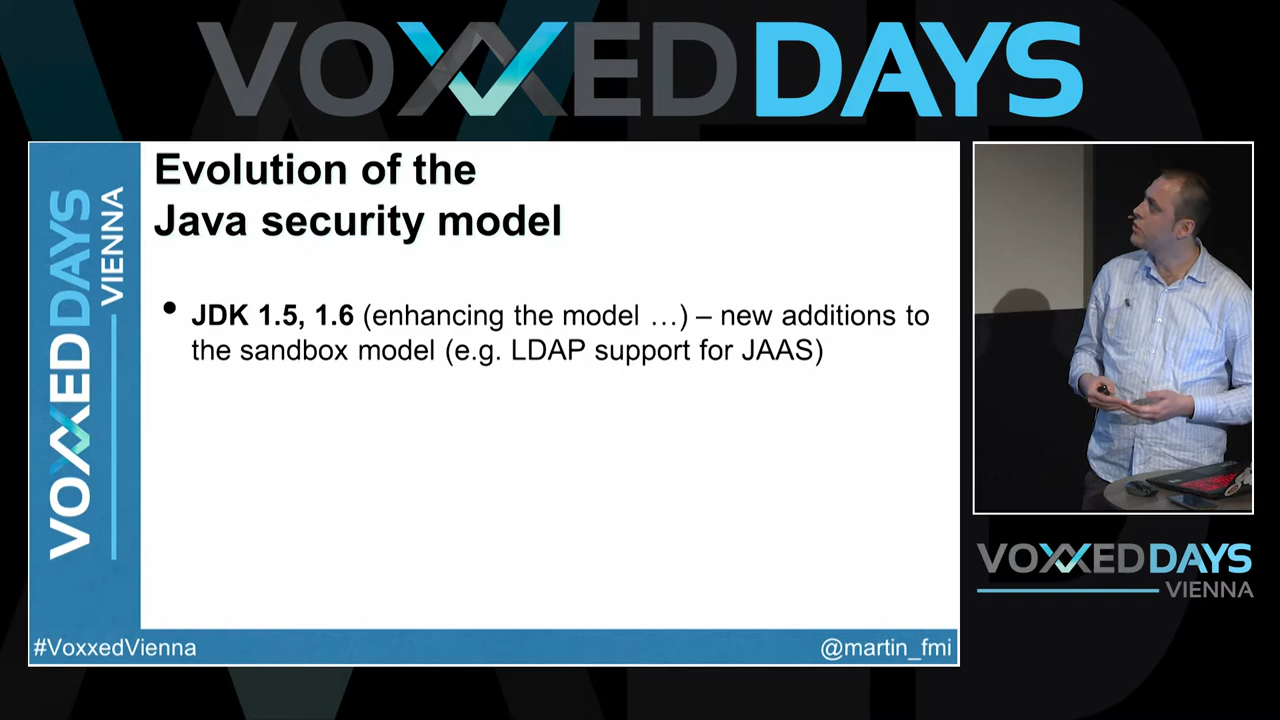 VOXXED DAYS
VOXXED DAYS
VIENNA
Evolution of the
Java security model
• JDK 1.5, 1.6 (enhancing the model …) – new additions to
the sandbox model (e.g. LDAP support for JAAS)
#VoxxedVienna
@martin_fmi
VOXXED DAYS
VIENNA